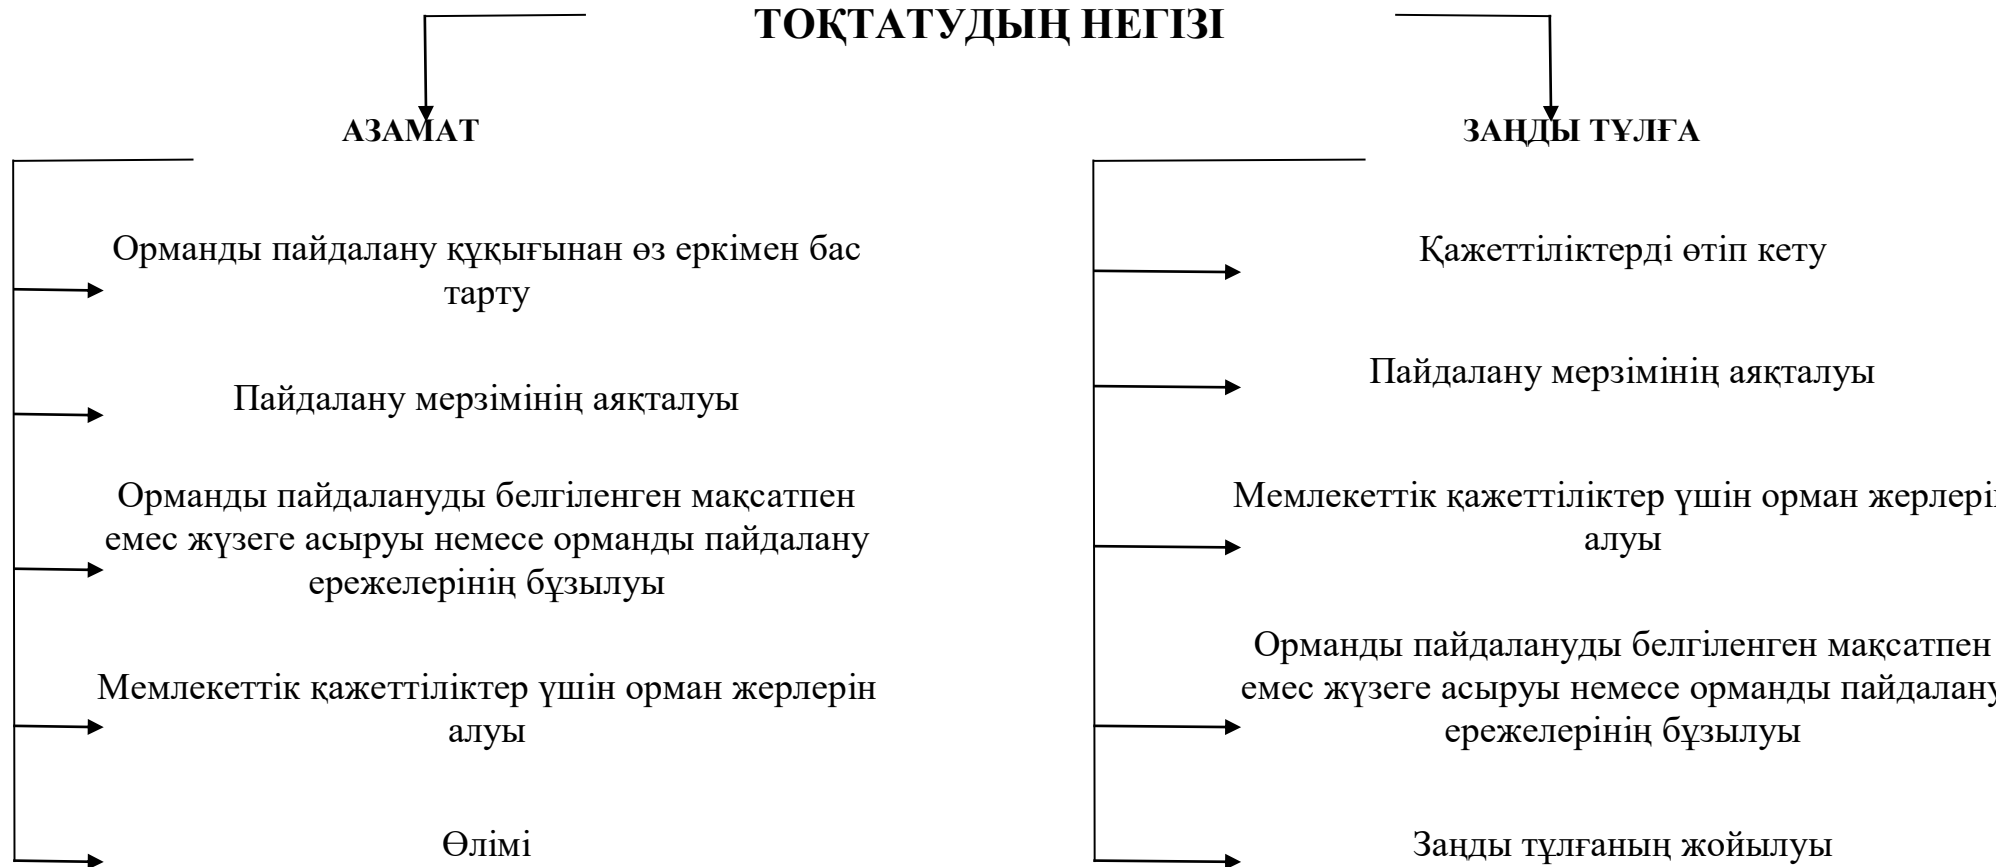 ТОҚТАТУДЫҢ НЕГІЗІ
АЗАМАТ
Орманды пайдалану құқығынан өз еркімен бас
тарту
Пайдалану мерзімінің аяқталуы
Орманды пайдалануды белгіленген мақсатпен
емес жүзеге асыруы немесе орманды пайдалану
ережелерінің бұзылуы
Мемлекеттік қажеттіліктер үшін орман жерлерін
алуы
Өлімі
ЗАҢДЫ ТҰЛҒА
Қажеттіліктерді өтіп кету
Пайдалану мерзімінің аяқталуы
Мемлекеттік қажеттіліктер үшін орман жерлерін
алуы
Орманды пайдалануды белгіленген мақсатпен
емес жүзеге асыруы немесе орманды пайдалану
ережелерінің бұзылуы
Заңды тұлғаның жойылуы